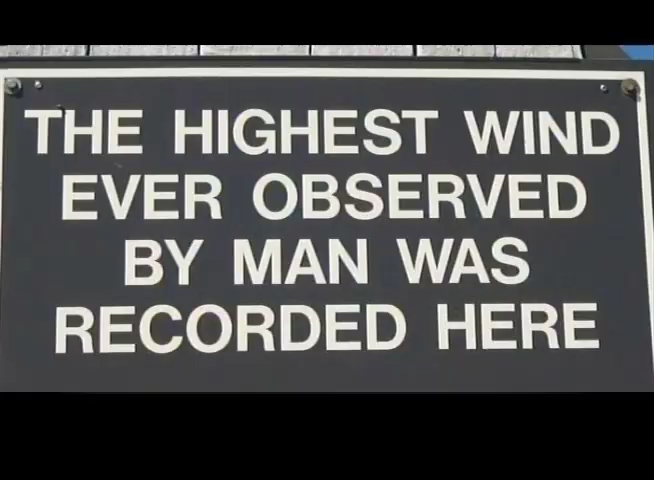 THE HIGHEST WIND
EVER OBSERVED
BY MAN WAS
RECORDED HERE